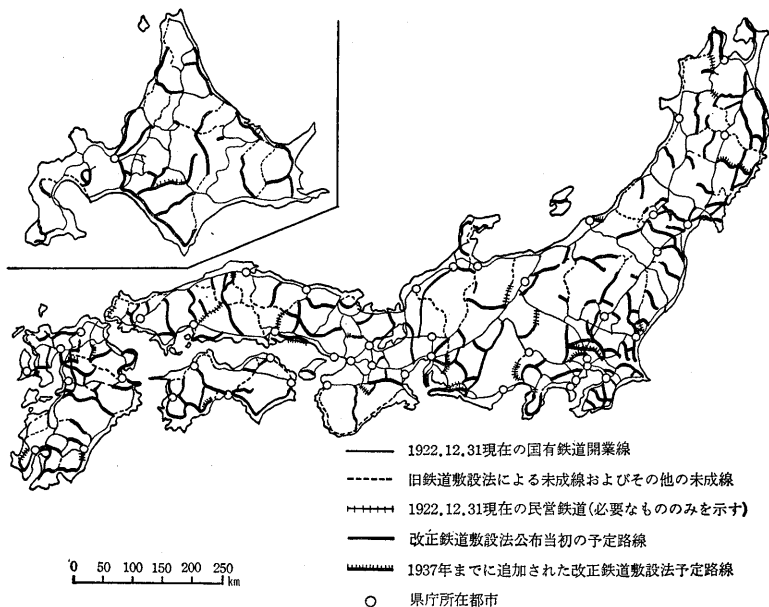 1922.12.31現在の国有鉄道開業線
旧鉄道敷設法による未成線およびその他の未成線
1922.12.31現在の民営鉄道(必要なもののみを示す)
改正鉄道敷設法公布当初の予定路線
1937年までに追加された改正鉄道敷設法予定路線
県庁所在都市
0 50 100 150 200 250
km